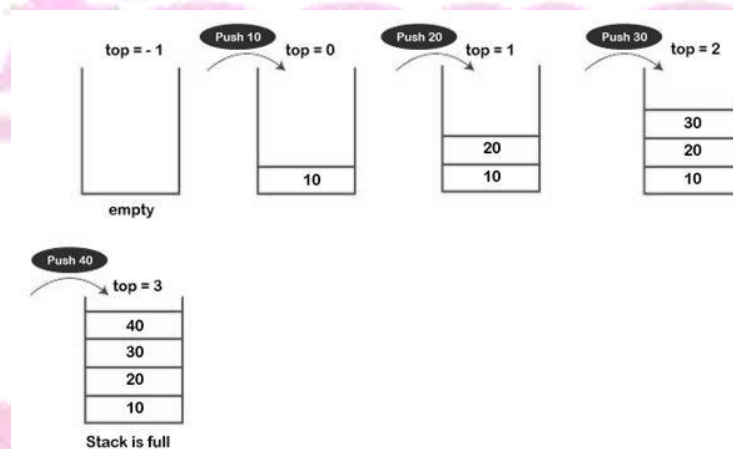 top = - 1
empty
Push 10
top = 0
10
Push 20
top = 1
20
10
Push 30
top = 2
30
20
10
Push 40
top = 3
40
30
20
10
Stack is full